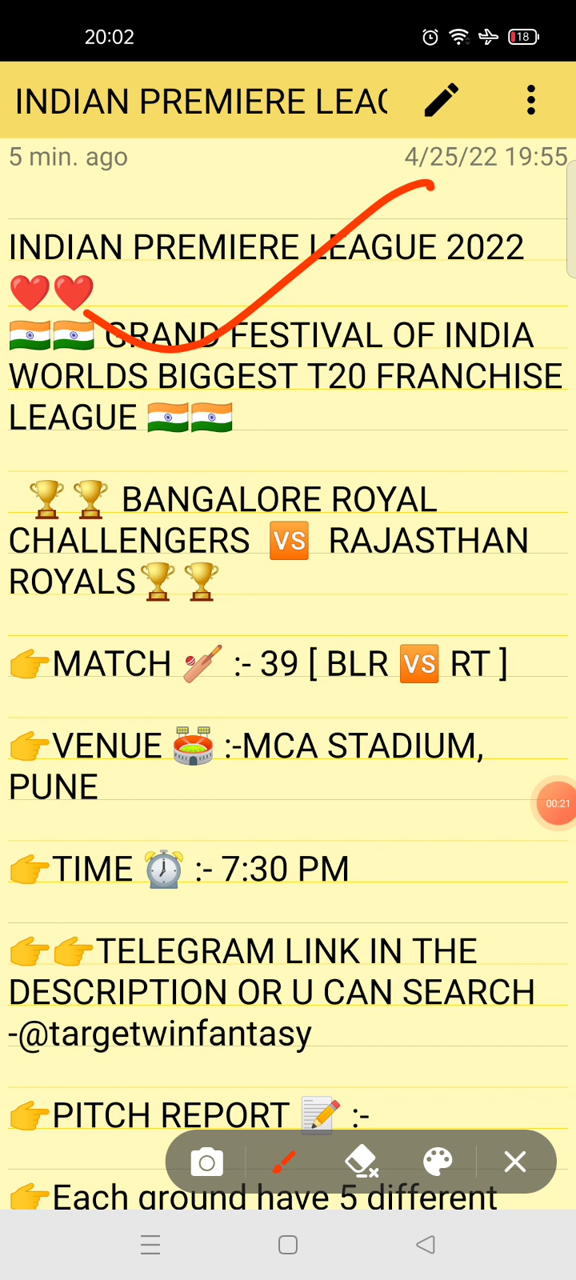 20:02
18
INDIAN PREMIERE LEAC
5 min. ago 4/25/22 19:55
INDIAN PREMIERE LEAGUE 2022
❤️❤️
🇮🇳🇮🇳 GRAND FESTIVAL OF INDIA
WORLDS BIGGEST T20 FRANCHISE
LEAGUE 🇮🇳🇮🇳
🏆🏆 BANGALORE ROYAL
CHALLENGERS 🆚 RAJASTHAN
ROYALS🏆🏆
👉MATCH 🏏 :- 39 [ BLR 🆚 RT ]
👉VENUE 🏟️ :-MCA STADIUM,
PUNE
00:21
👉TIME ⏰ :- 7:30 PM
👉👉TELEGRAM LINK IN THE
DESCRIPTION OR U CAN SEARCH
-@targetwinfantasy
👉PITCH REPORT 📝 :-
👉Each ground have 5 different